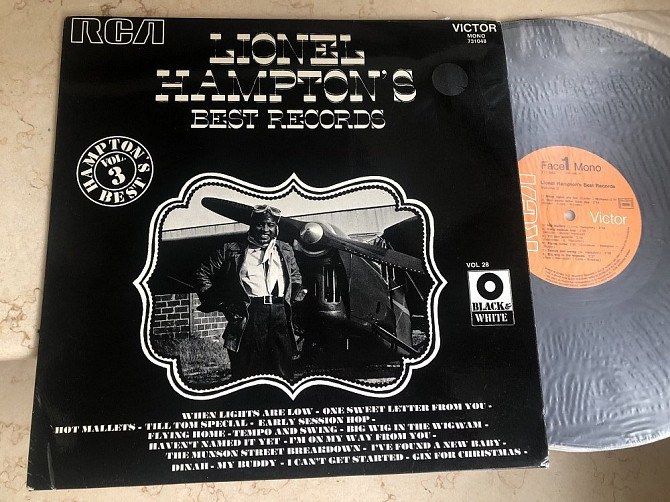 RCA
VICTOR
MONO
731048
LIONEL
HAMPTON'S
BEST RECORDS
HAMPTON'S
VOL.
3
BEST
VOL 28
BLACK &
WHITE
WHEN LIGHTS ARE LOW - ONE SWEET LETTER FROM YOU -
HOT MALLETS - TILL TOM SPECIAL - EARLY SESSION HOP -
FLYING HOME - TEMPO AND SWING - BIG WIG IN THE WIGWAM -
HAVEN'T NAMED IT YET - I'M ON MY WAY FROM YOU -
THE MUNSON STREET BREAKDOWN - I'VE FOUND A NEW BABY -
DINAH - MY BUDDY - I CAN'T GET STARTED - GIN FOR CHRISTMAS -
Face 1 Mono
Lionel Hampton's Best Records
RCA
Victor